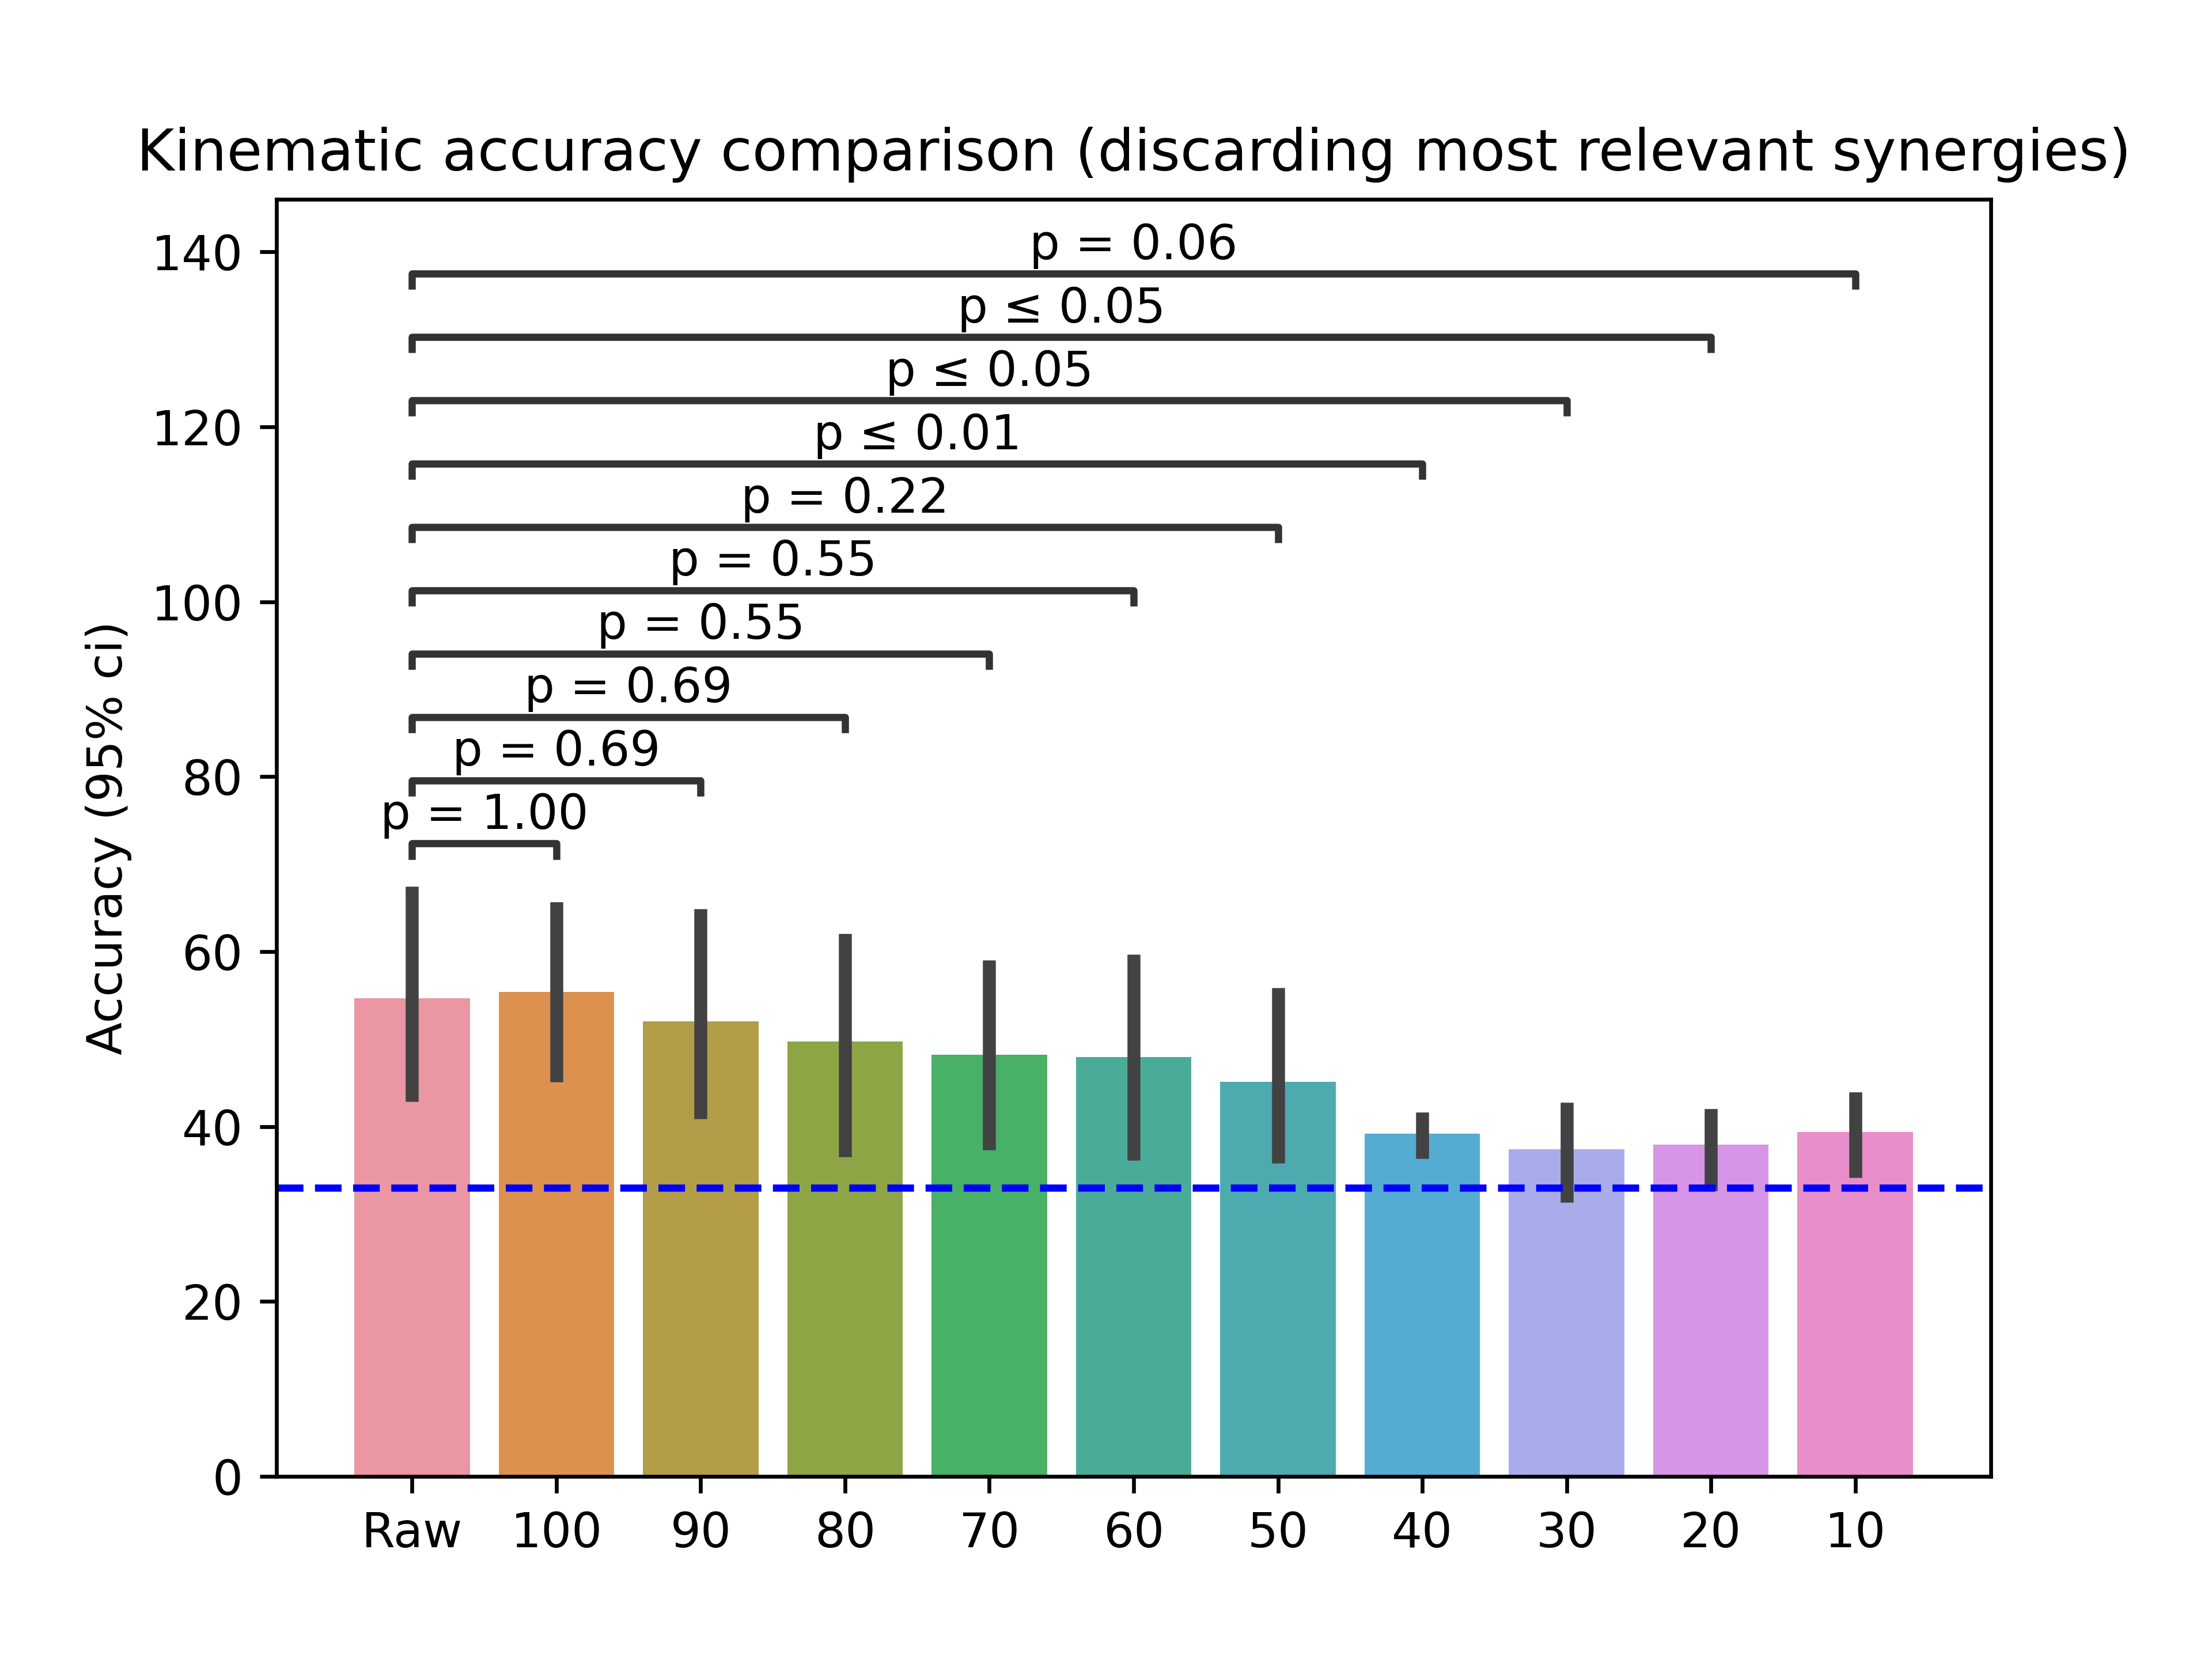 Kinematic accuracy comparison (discarding most relevant synergies)
140
p = 0.06
p ≤ 0.05
p ≤ 0.05
120
p ≤ 0.01
p = 0.22
p = 0.55
100
p = 0.55
p = 0.69
p = 0.69
80
p = 1.00
Accuracy (95% ci)
60
40
20
0
Raw 100 90 80 70 60 50 40 30 20 10